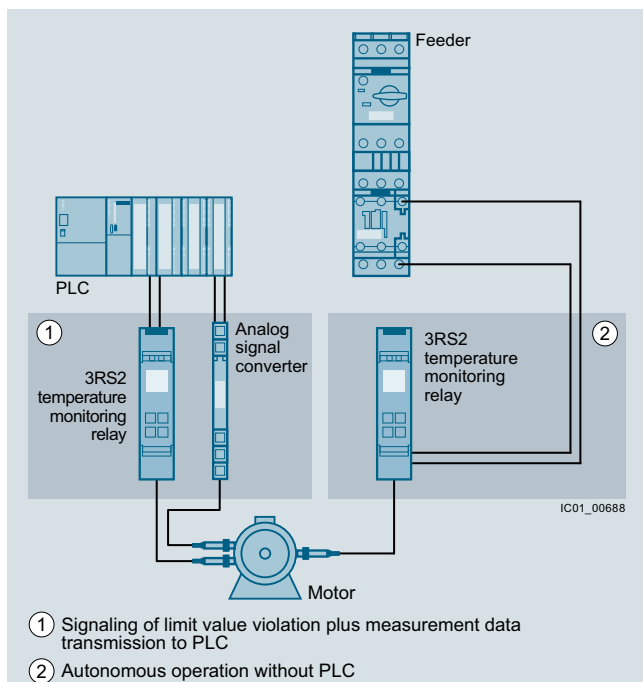 Feeder
PLC
①
3RS2
temperature
monitoring
relay
Analog
signal
converter
②
3RS2
temperature
monitoring
relay
IC01_00688
Motor
① Signaling of limit value violation plus measurement data
transmission to PLC
② Autonomous operation without PLC